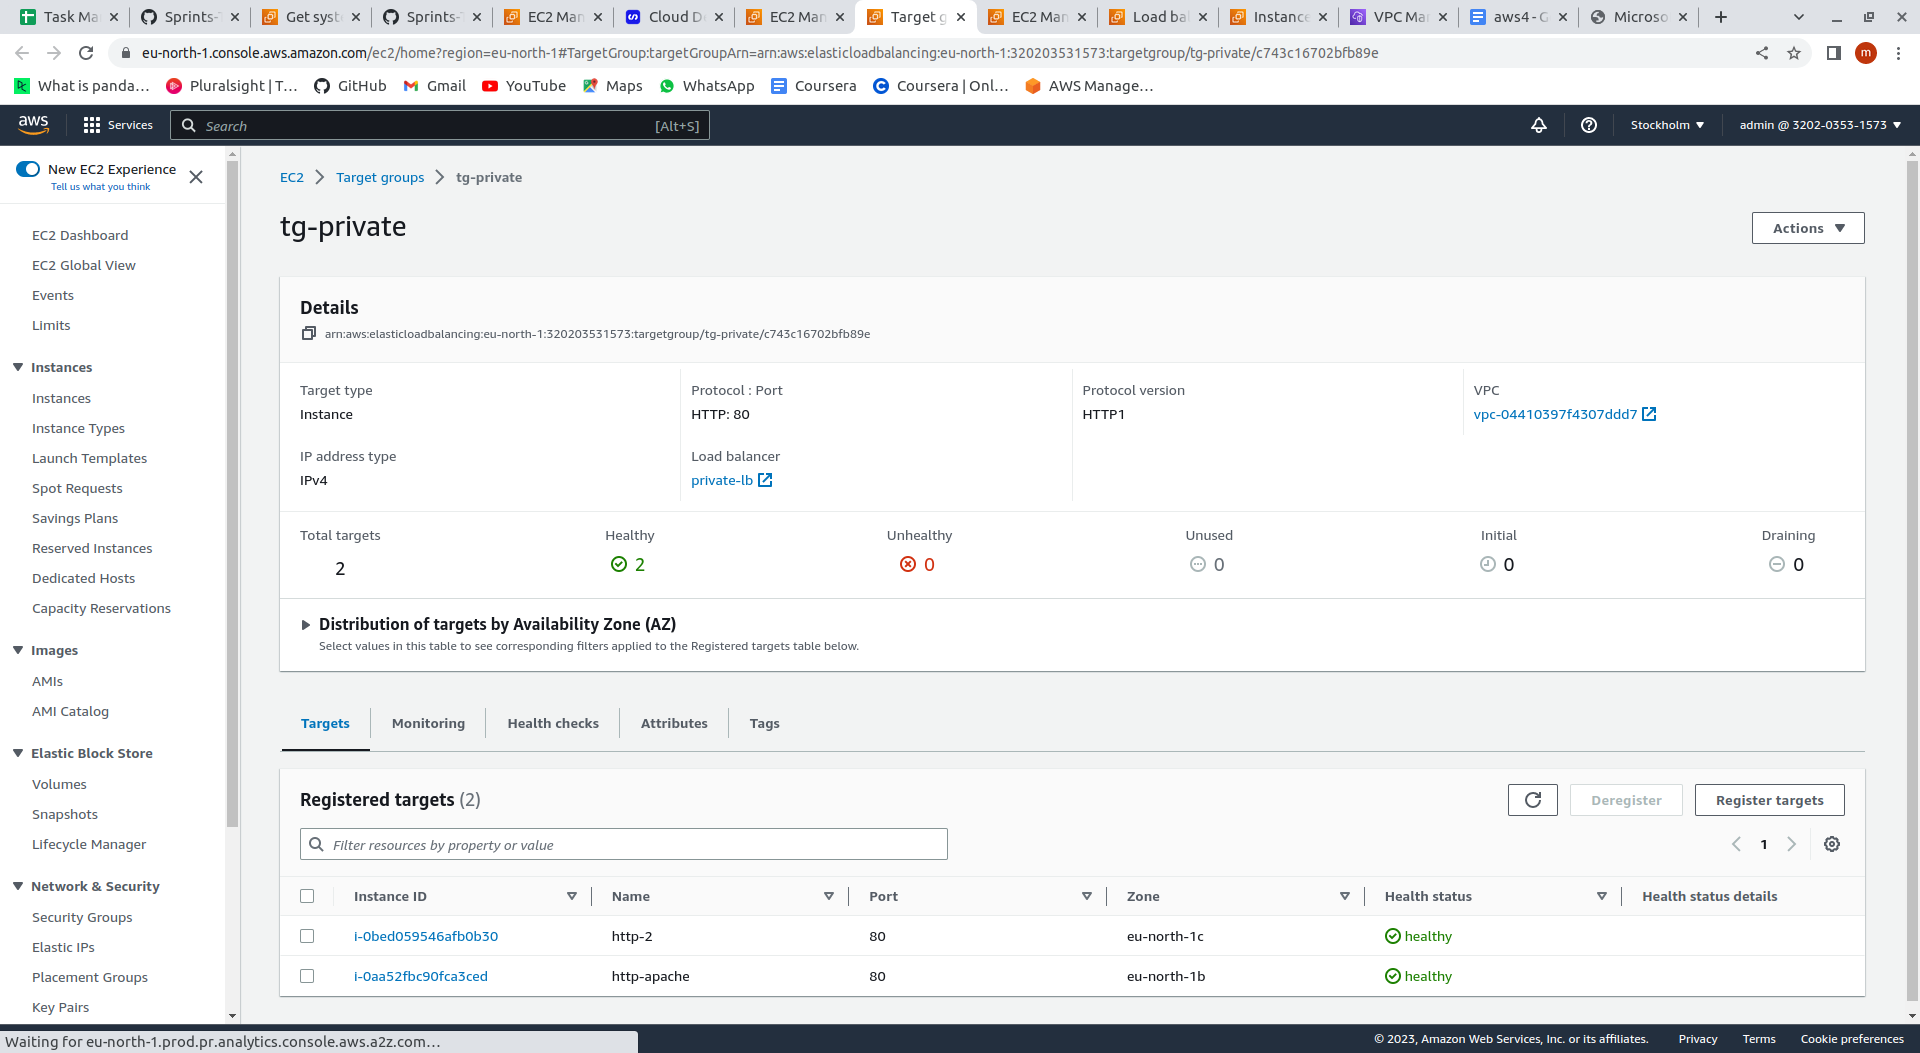 Task Ma
Sprints-
Get syst
Sprints-
EC2 Man
Cloud D
EC2 Man
Target g
EC2 Man
Load bal
Instance
VPC Ma
aws4 - G
Microso
eu-north-1.console.aws.amazon.com/ec2/home?region=eu-north-1#TargetGroup:targetGroupArn=arn:aws:elasticloadbalancing:eu-north-1:320203531573:targetgroup/tg-private/c743c16702bfb89e
m
What is panda…
Pluralsight | T…
GitHub
Gmail
YouTube
Maps
WhatsApp
Coursera
Coursera | Onl…
AWS Manage…
aws
Services
Search
[Alt+S]
Stockholm
admin @ 3202-0353-1573
New EC2 Experience
Tell us what you think
EC2 Dashboard
EC2 Global View
Events
Limits
Instances
Instances
Instance Types
Launch Templates
Spot Requests
Savings Plans
Reserved Instances
Dedicated Hosts
Capacity Reservations
Images
AMIs
AMI Catalog
Elastic Block Store
Volumes
Snapshots
Lifecycle Manager
Network & Security
Security Groups
Elastic IPs
Placement Groups
Key Pairs
EC2
Target groups
tg-private
tg-private
Actions
Details
arn:aws:elasticloadbalancing:eu-north-1:320203531573:targetgroup/tg-private/c743c16702bfb89e
Target type
Instance
Protocol : Port
HTTP: 80
Protocol version
HTTP1
VPC
vpc-04410397f4307ddd7
IP address type
IPv4
Load balancer
private-lb
Total targets
2
Healthy
2
Unhealthy
0
Unused
0
Initial
0
Draining
0
Distribution of targets by Availability Zone (AZ)
Select values in this table to see corresponding filters applied to the Registered targets table below.
Targets
Monitoring
Health checks
Attributes
Tags
Registered targets (2)
Deregister
Register targets
Filter resources by property or value
1
Instance ID
Name
Port
Zone
Health status
Health status details
i-0bed059546afb0b30
http-2
80
eu-north-1c
healthy
i-0aa52fbc90fca3ced
http-apache
80
eu-north-1b
healthy
Waiting for eu-north-1.prod.pr.analytics.console.aws.a2z.com…
© 2023, Amazon Web Services, Inc. or its affiliates.
Privacy
Terms
Cookie preferences